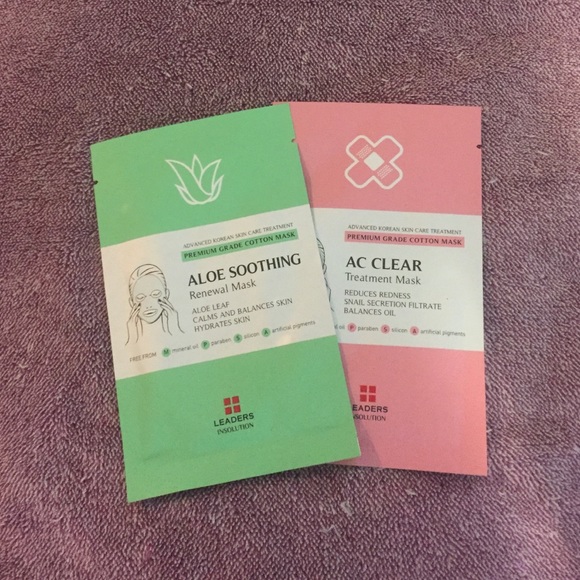 ADVANCED KOREAN SKIN CARE TREATMENT
PREMIUM GRADE COTTON MASK
ALOE SOOTHING
Renewal Mask
ALOE LEAF
CALMS AND BALANCES SKIN
HYDRATES SKIN
FREE FROM M mineral oil P paraben S silicon A artificial pigments
LEADERS
INSOLUTION
ADVANCED KOREAN SKIN CARE TREATMENT
PREMIUM GRADE COTTON MASK
AC CLEAR
Treatment Mask
REDUCES REDNESS
SNAIL SECRETION FILTRATE
BALANCES OIL
oil P paraben S silicon A artificial pigments
LEADERS
INSOLUTION